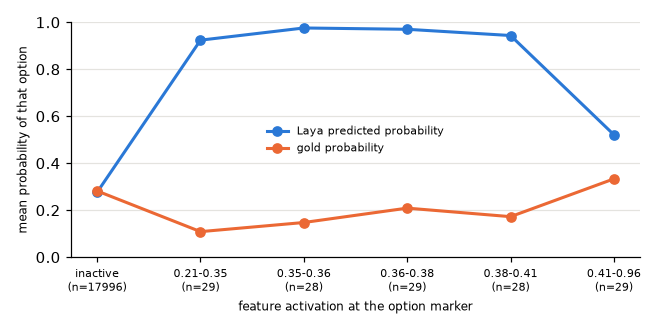 mean probability of that option
1.0
0.8
0.6
0.4
0.2
0.0
Laya predicted probability
gold probability
inactive
(n=17996)
0.21-0.35
(n=29)
0.35-0.36
(n=28)
0.36-0.38
(n=29)
0.38-0.41
(n=28)
0.41-0.96
(n=29)
feature activation at the option marker